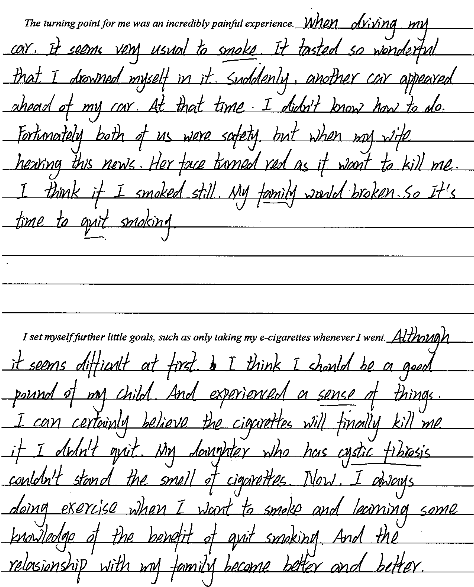 The turning point for me was an incredibly painful experience. When driving my
car. It seems very usual to smoke. It tasted so wonderful
that I drowned myself in it. Suddenly, another car appeared
ahead of my car. At that time. I didn't know how to do.
Fortunately both of us were safety, but when my wife
hearing this news. Her face turned red as if want to kill me.
I think if I smoked still. My family would broken. So It's
time to quit smoking.
I set myself further little goals, such as only taking my e-cigarettes whenever I went. Although
it seems difficult at first. I think I should be a good
pound of my child. And experienced a sense of things.
I can certainly believe the cigarettes will finally kill me
if I didn't quit. My daughter who has cystic fibrosis
couldn't stand the smell of cigarettes. Now. I always
doing exercise when I want to smoke and learning some
knowledge of the benefit of quit smoking. And the
relasionship with my family become better and better.